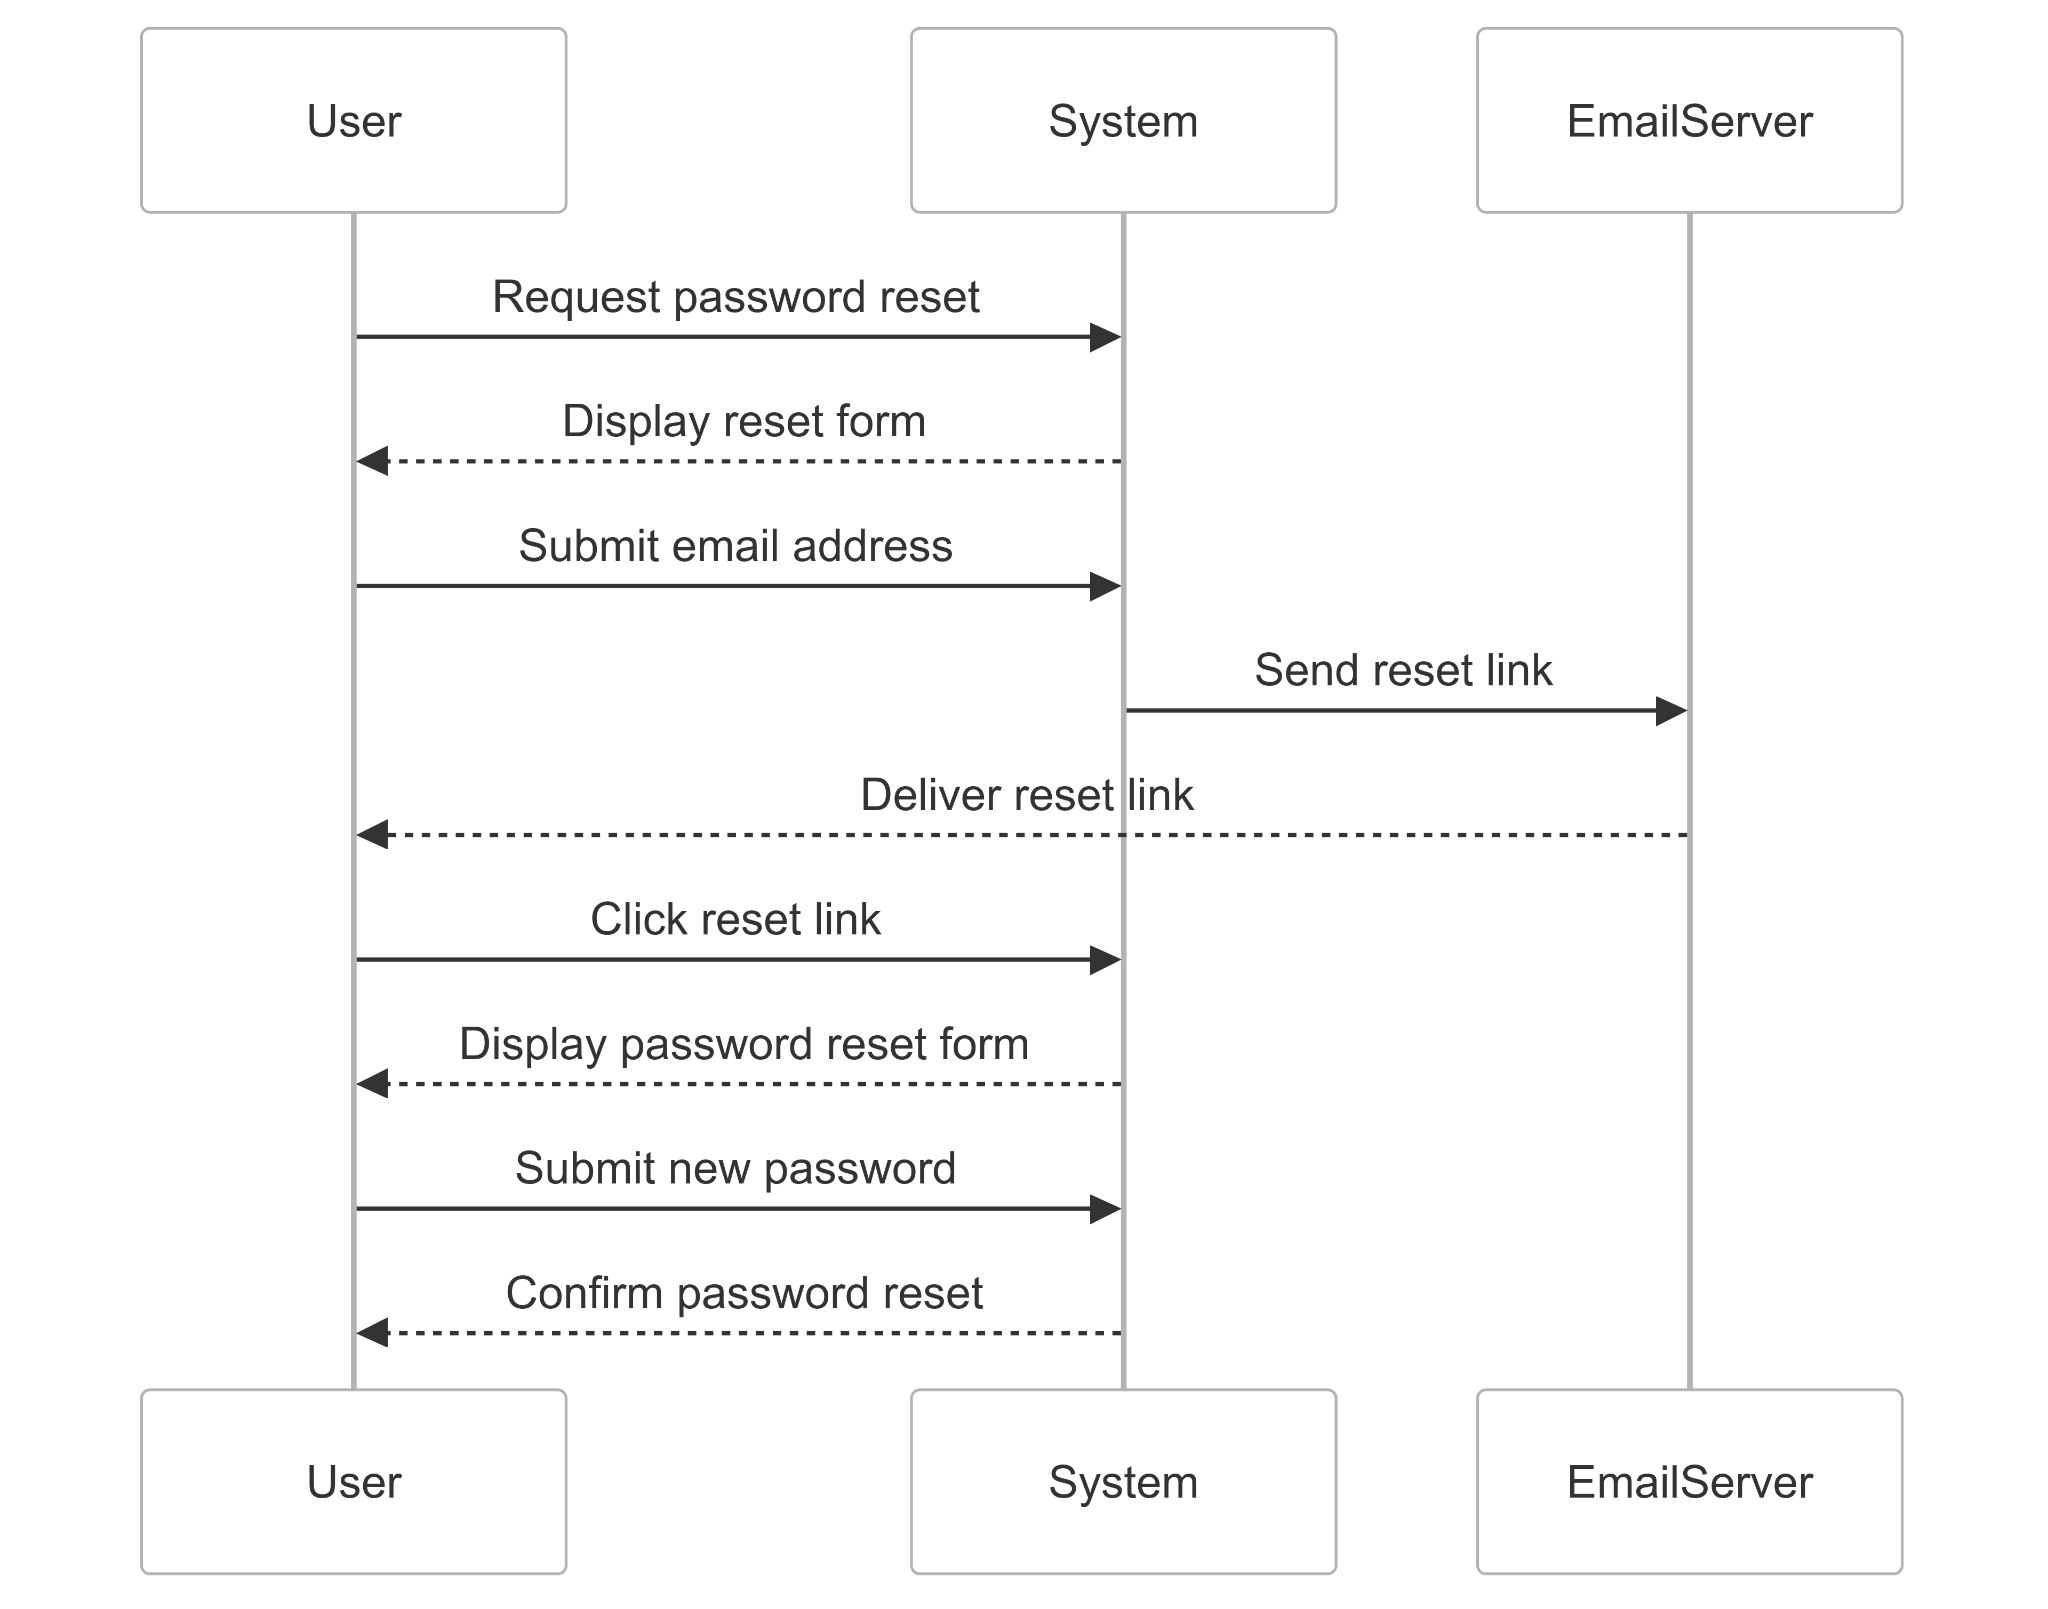 User
System
EmailServer
Request password reset
Display reset form
Submit email address
Send reset link
Deliver reset link
Click reset link
Display password reset form
Submit new password
Confirm password reset
User
System
EmailServer